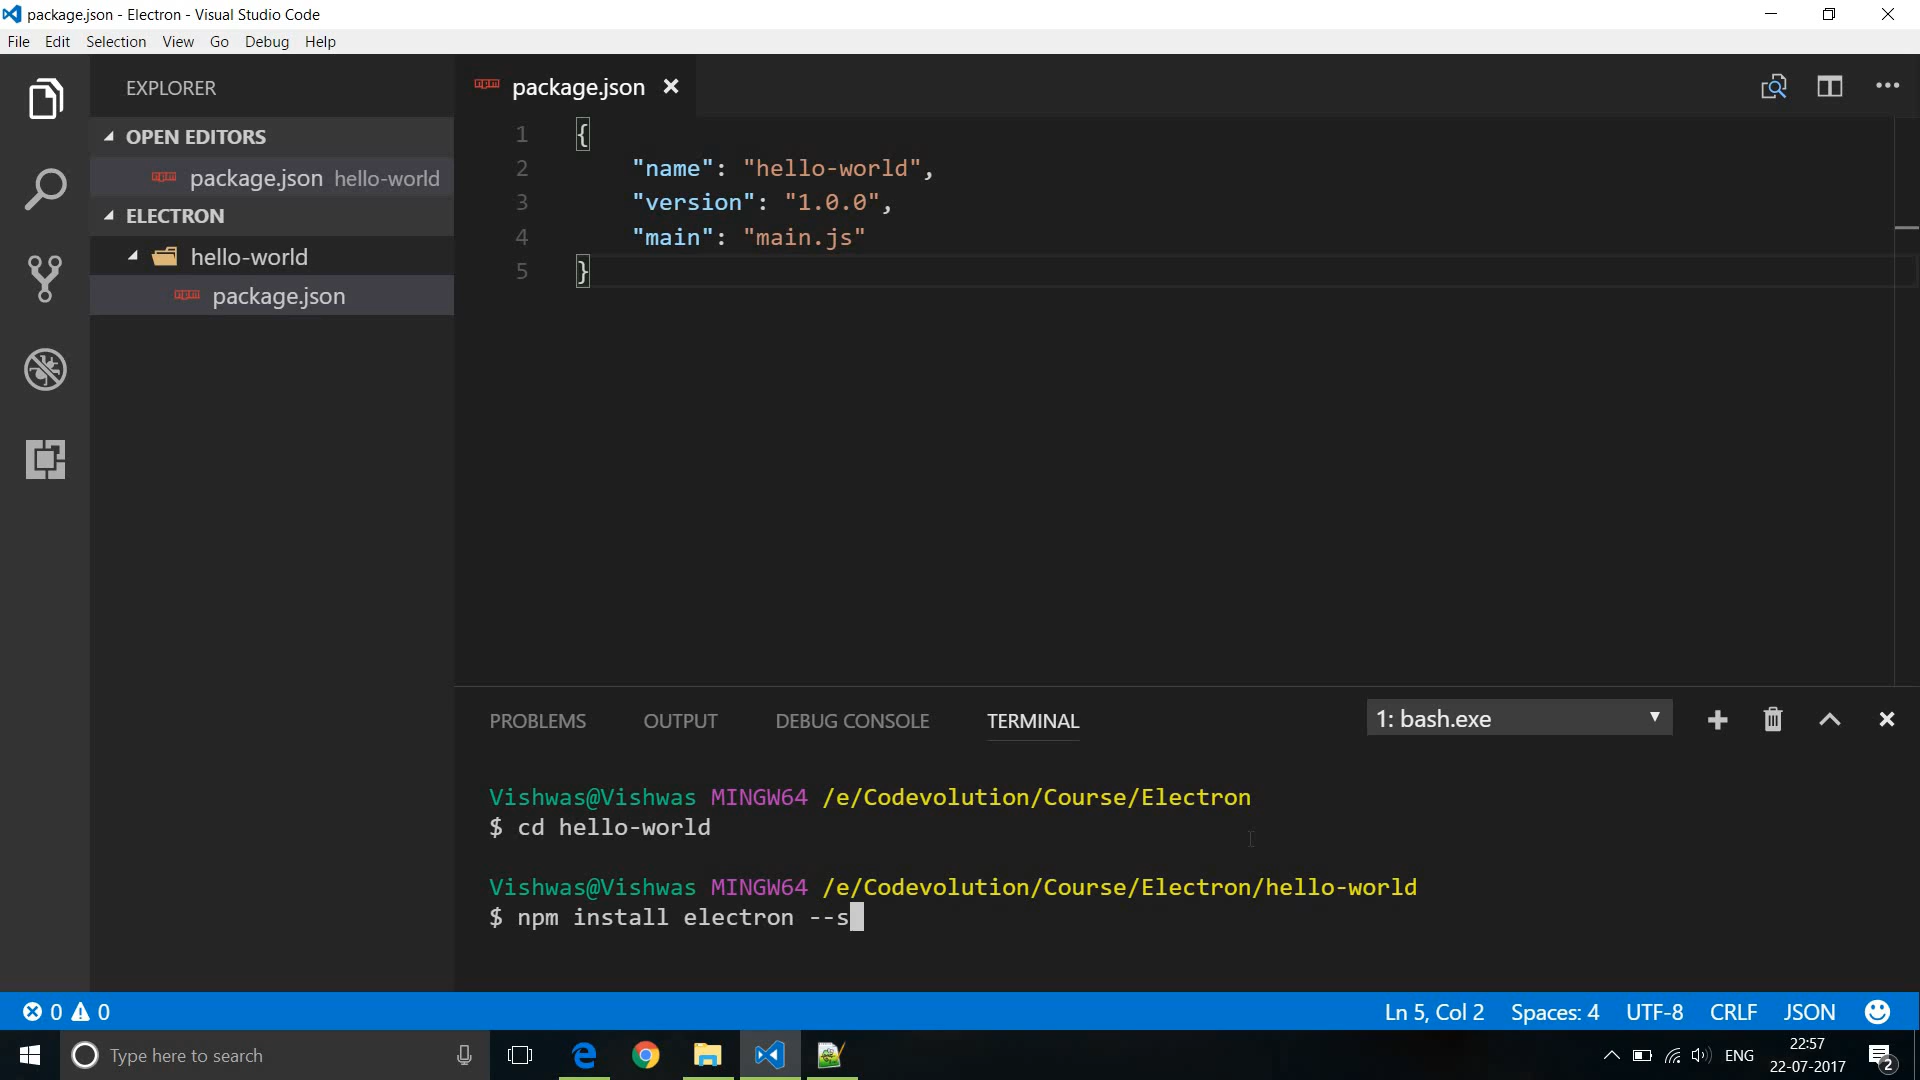 package.json - Electron - Visual Studio Code
File Edit Selection View Go Debug Help
EXPLORER
OPEN EDITORS
package.json hello-world
ELECTRON
hello-world
package.json
package.json
1 {
2 "name": "hello-world",
3 "version": "1.0.0",
4 "main": "main.js"
5 }
PROBLEMS OUTPUT DEBUG CONSOLE TERMINAL 1: bash.exe
Vishwas@Vishwas MINGW64 /e/Codevolution/Course/Electron
$ cd hello-world
Vishwas@Vishwas MINGW64 /e/Codevolution/Course/Electron/hello-world
$ npm install electron --s
0 0 Ln 5, Col 2 Spaces: 4 UTF-8 CRLF JSON
Type here to search ENG 22:57
22-07-2017 2